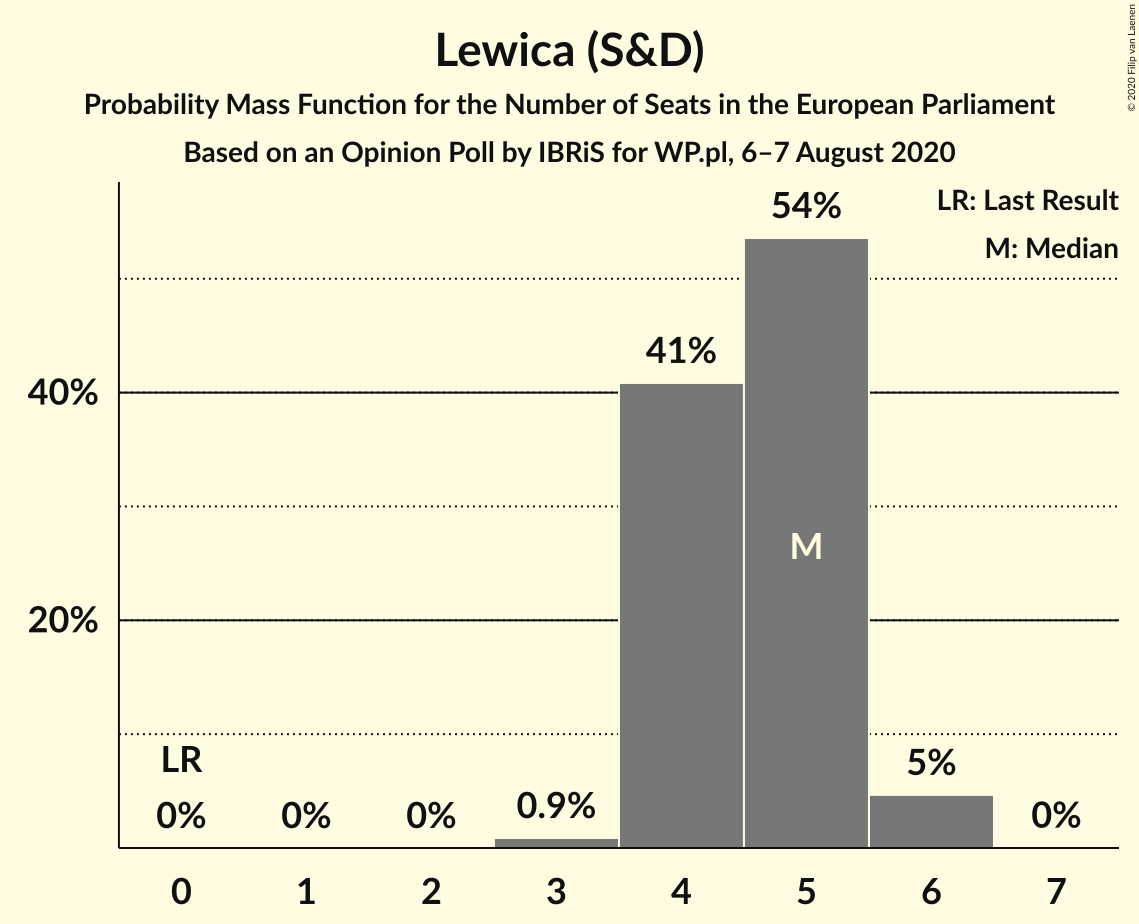 Lewica (S&D)
Probability Mass Function for the Number of Seats in the European Parliament
Based on an Opinion Poll by IBRiS for WP.pl, 6–7 August 2020
© 2020 Filip van Laenen
LR: Last Result
M: Median
54%
41%
40%
M
20%
LR
5%
0.9%
0% 0% 0% 0%
0 1 2 3 4 5 6 7